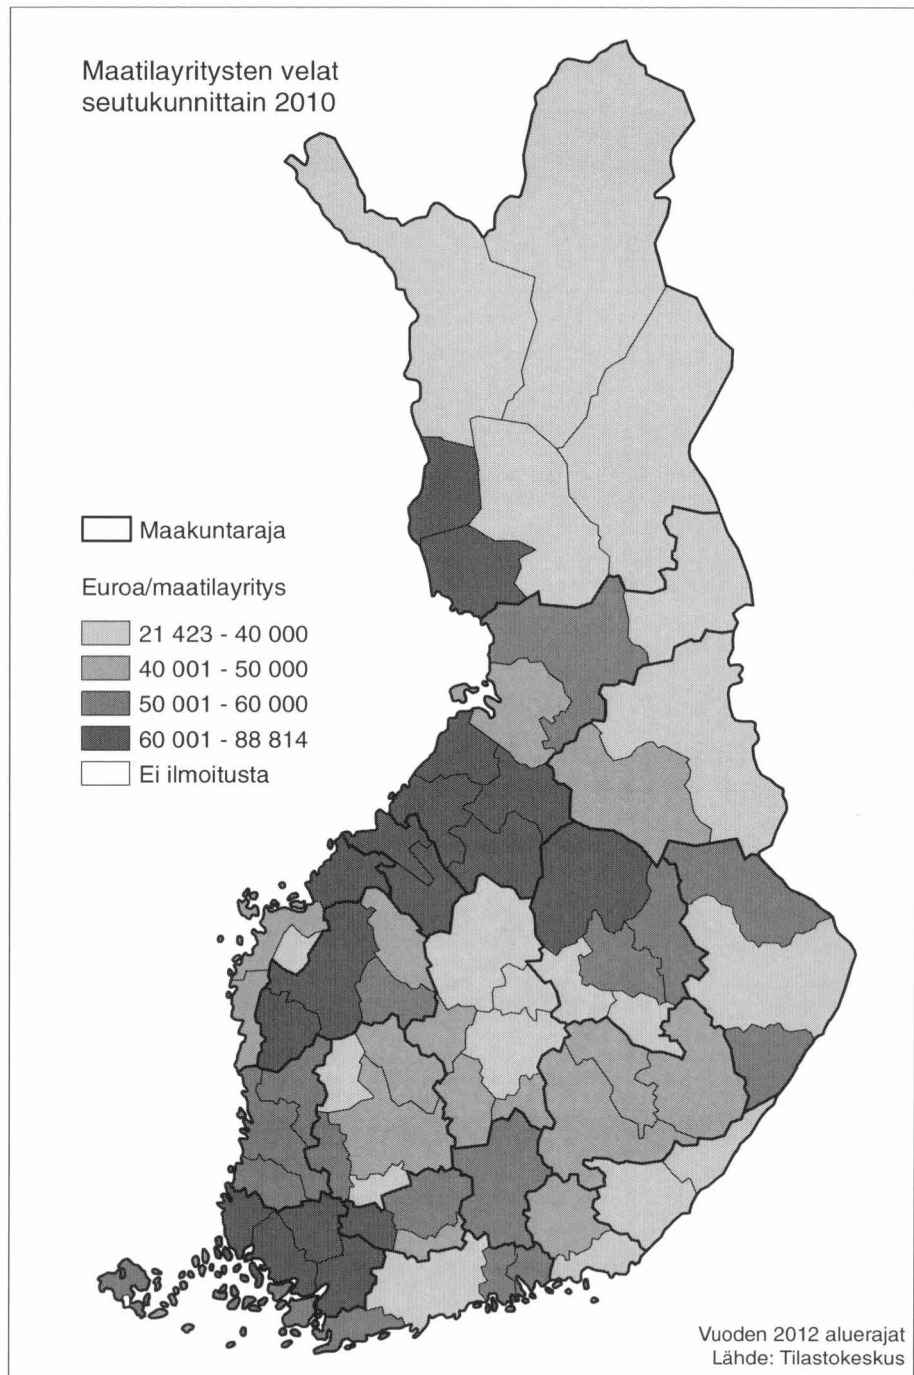 Maatilayritysten velat
seutukunnittain 2010
Maakuntaraja
Euroa/maatilayritys
21 423 - 40 000
40 001 - 50 000
50 001 - 60 000
60 001 - 88 814
Ei ilmoitusta
Vuoden 2012 aluerajat
Lähde: Tilastokeskus